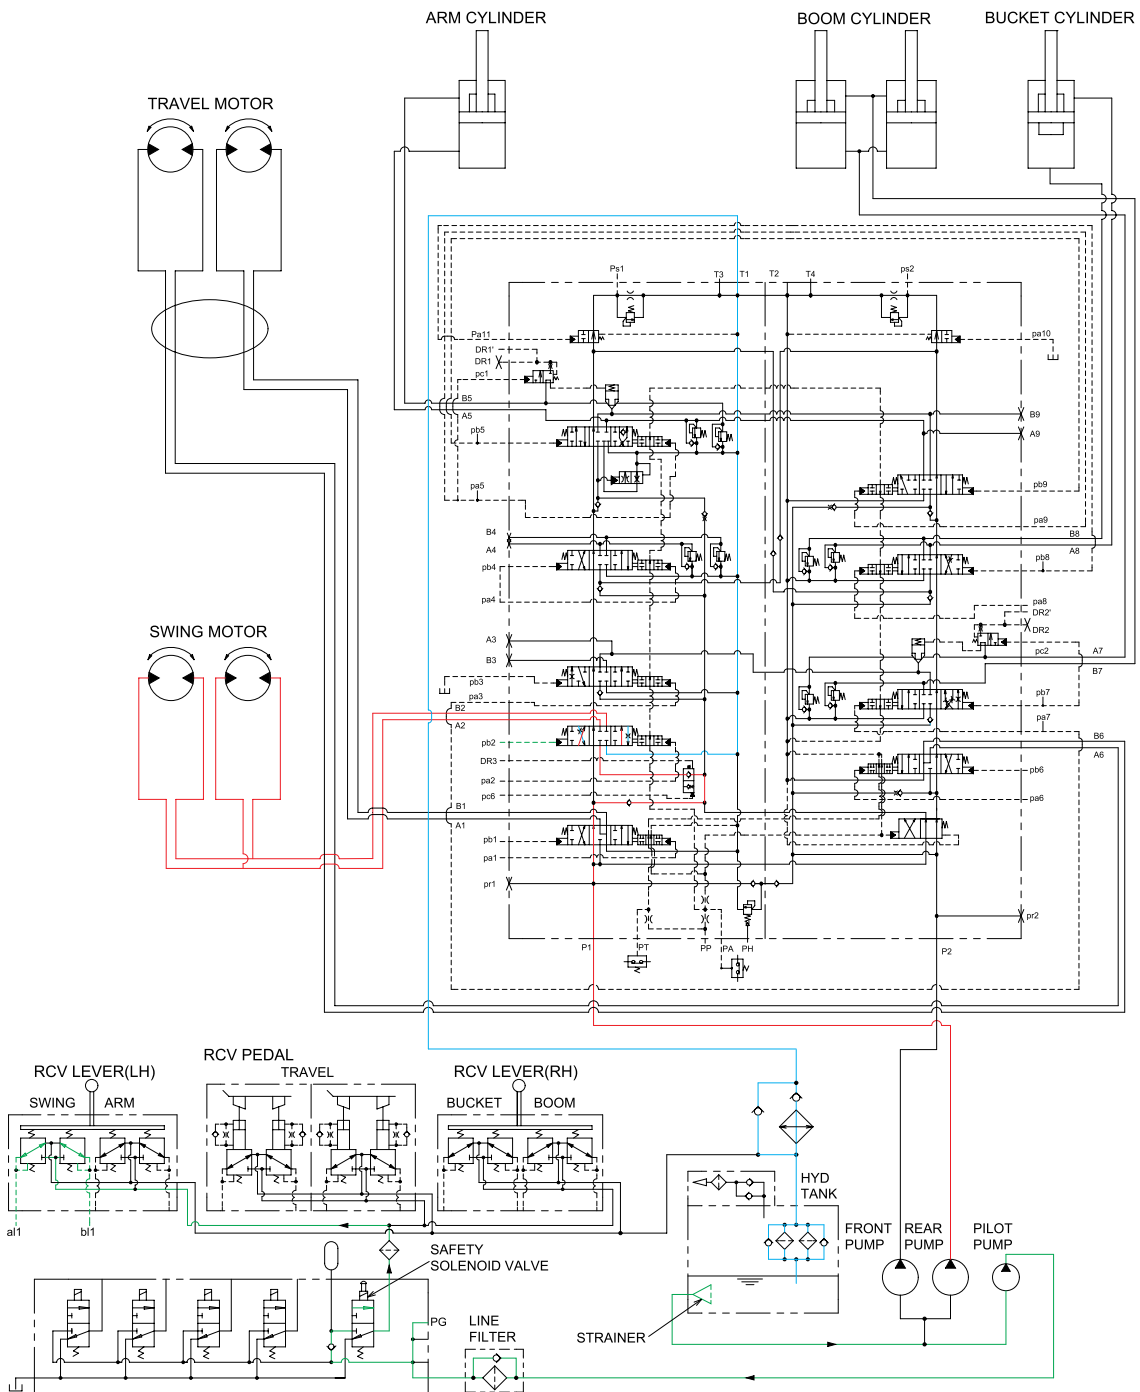 ARM CYLINDER
BOOM CYLINDER
BUCKET CYLINDER
TRAVEL MOTOR
Ps1
T3
T1
T2
T4
ps2
Pa11
pa10
DR1'
DR1
pc1
B5
A5
B9
A9
pb5
pa5
pb9
pa9
B4
A4
B8
A8
pb4
pb8
pa4
pa8
DR2'
DR2
SWING MOTOR
A3
B3
pc2
A7
B7
pb3
pa3
pb7
B2
A2
pa7
pb2
B6
A6
DR3
pa2
pb6
pc6
pa6
B1
A1
pb1
pa1
pr1
pr2
P1
PT
PP
PA
PH
P2
RCV LEVER(LH)
SWING
ARM
RCV PEDAL
TRAVEL
RCV LEVER(RH)
BUCKET
BOOM
al1
bl1
HYD
TANK
FRONT
PUMP
REAR
PUMP
PILOT
PUMP
SAFETY
SOLENOID VALVE
PG
LINE
FILTER
STRAINER